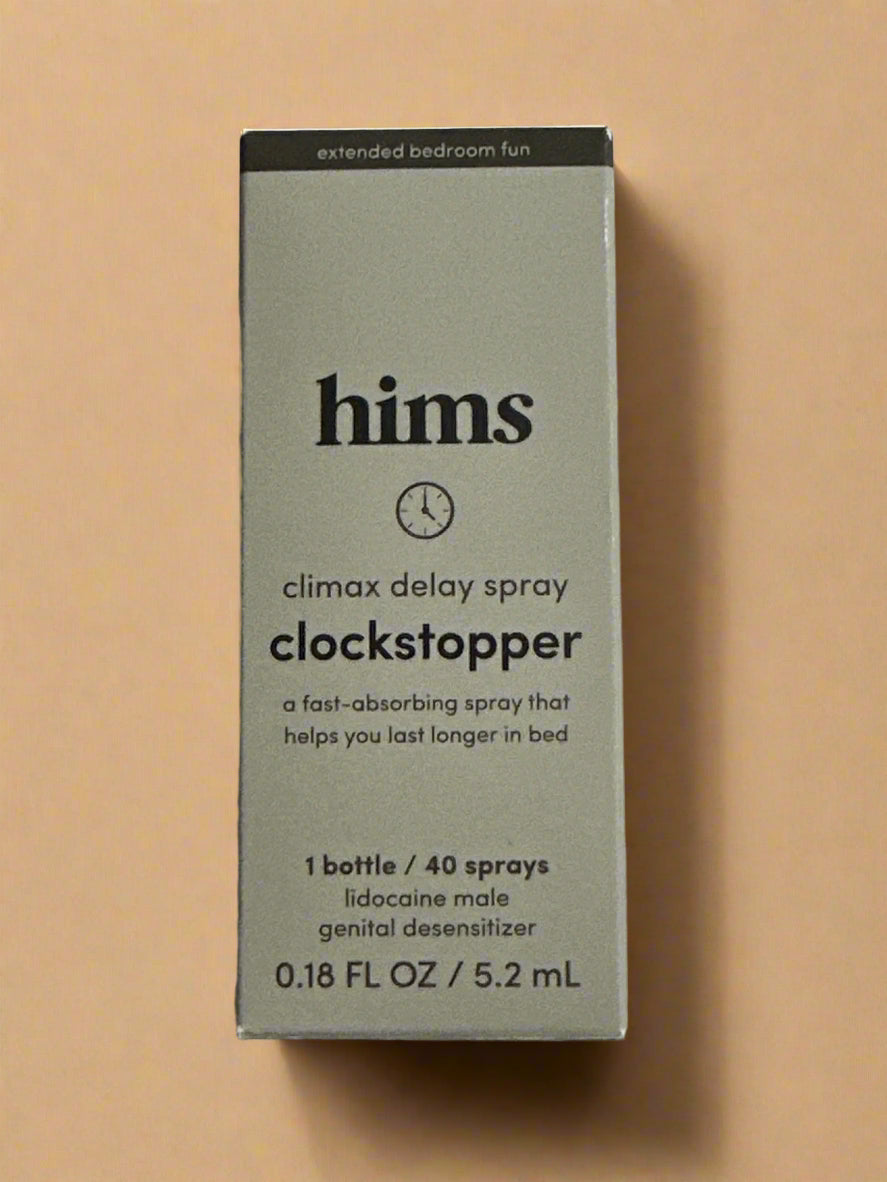 extended bedroom fun
hims
climax delay spray
clockstopper
a fast-absorbing spray that
helps you last longer in bed
1 bottle / 40 sprays
lidocaine male
genital desensitizer
0.18 FL OZ / 5.2 mL